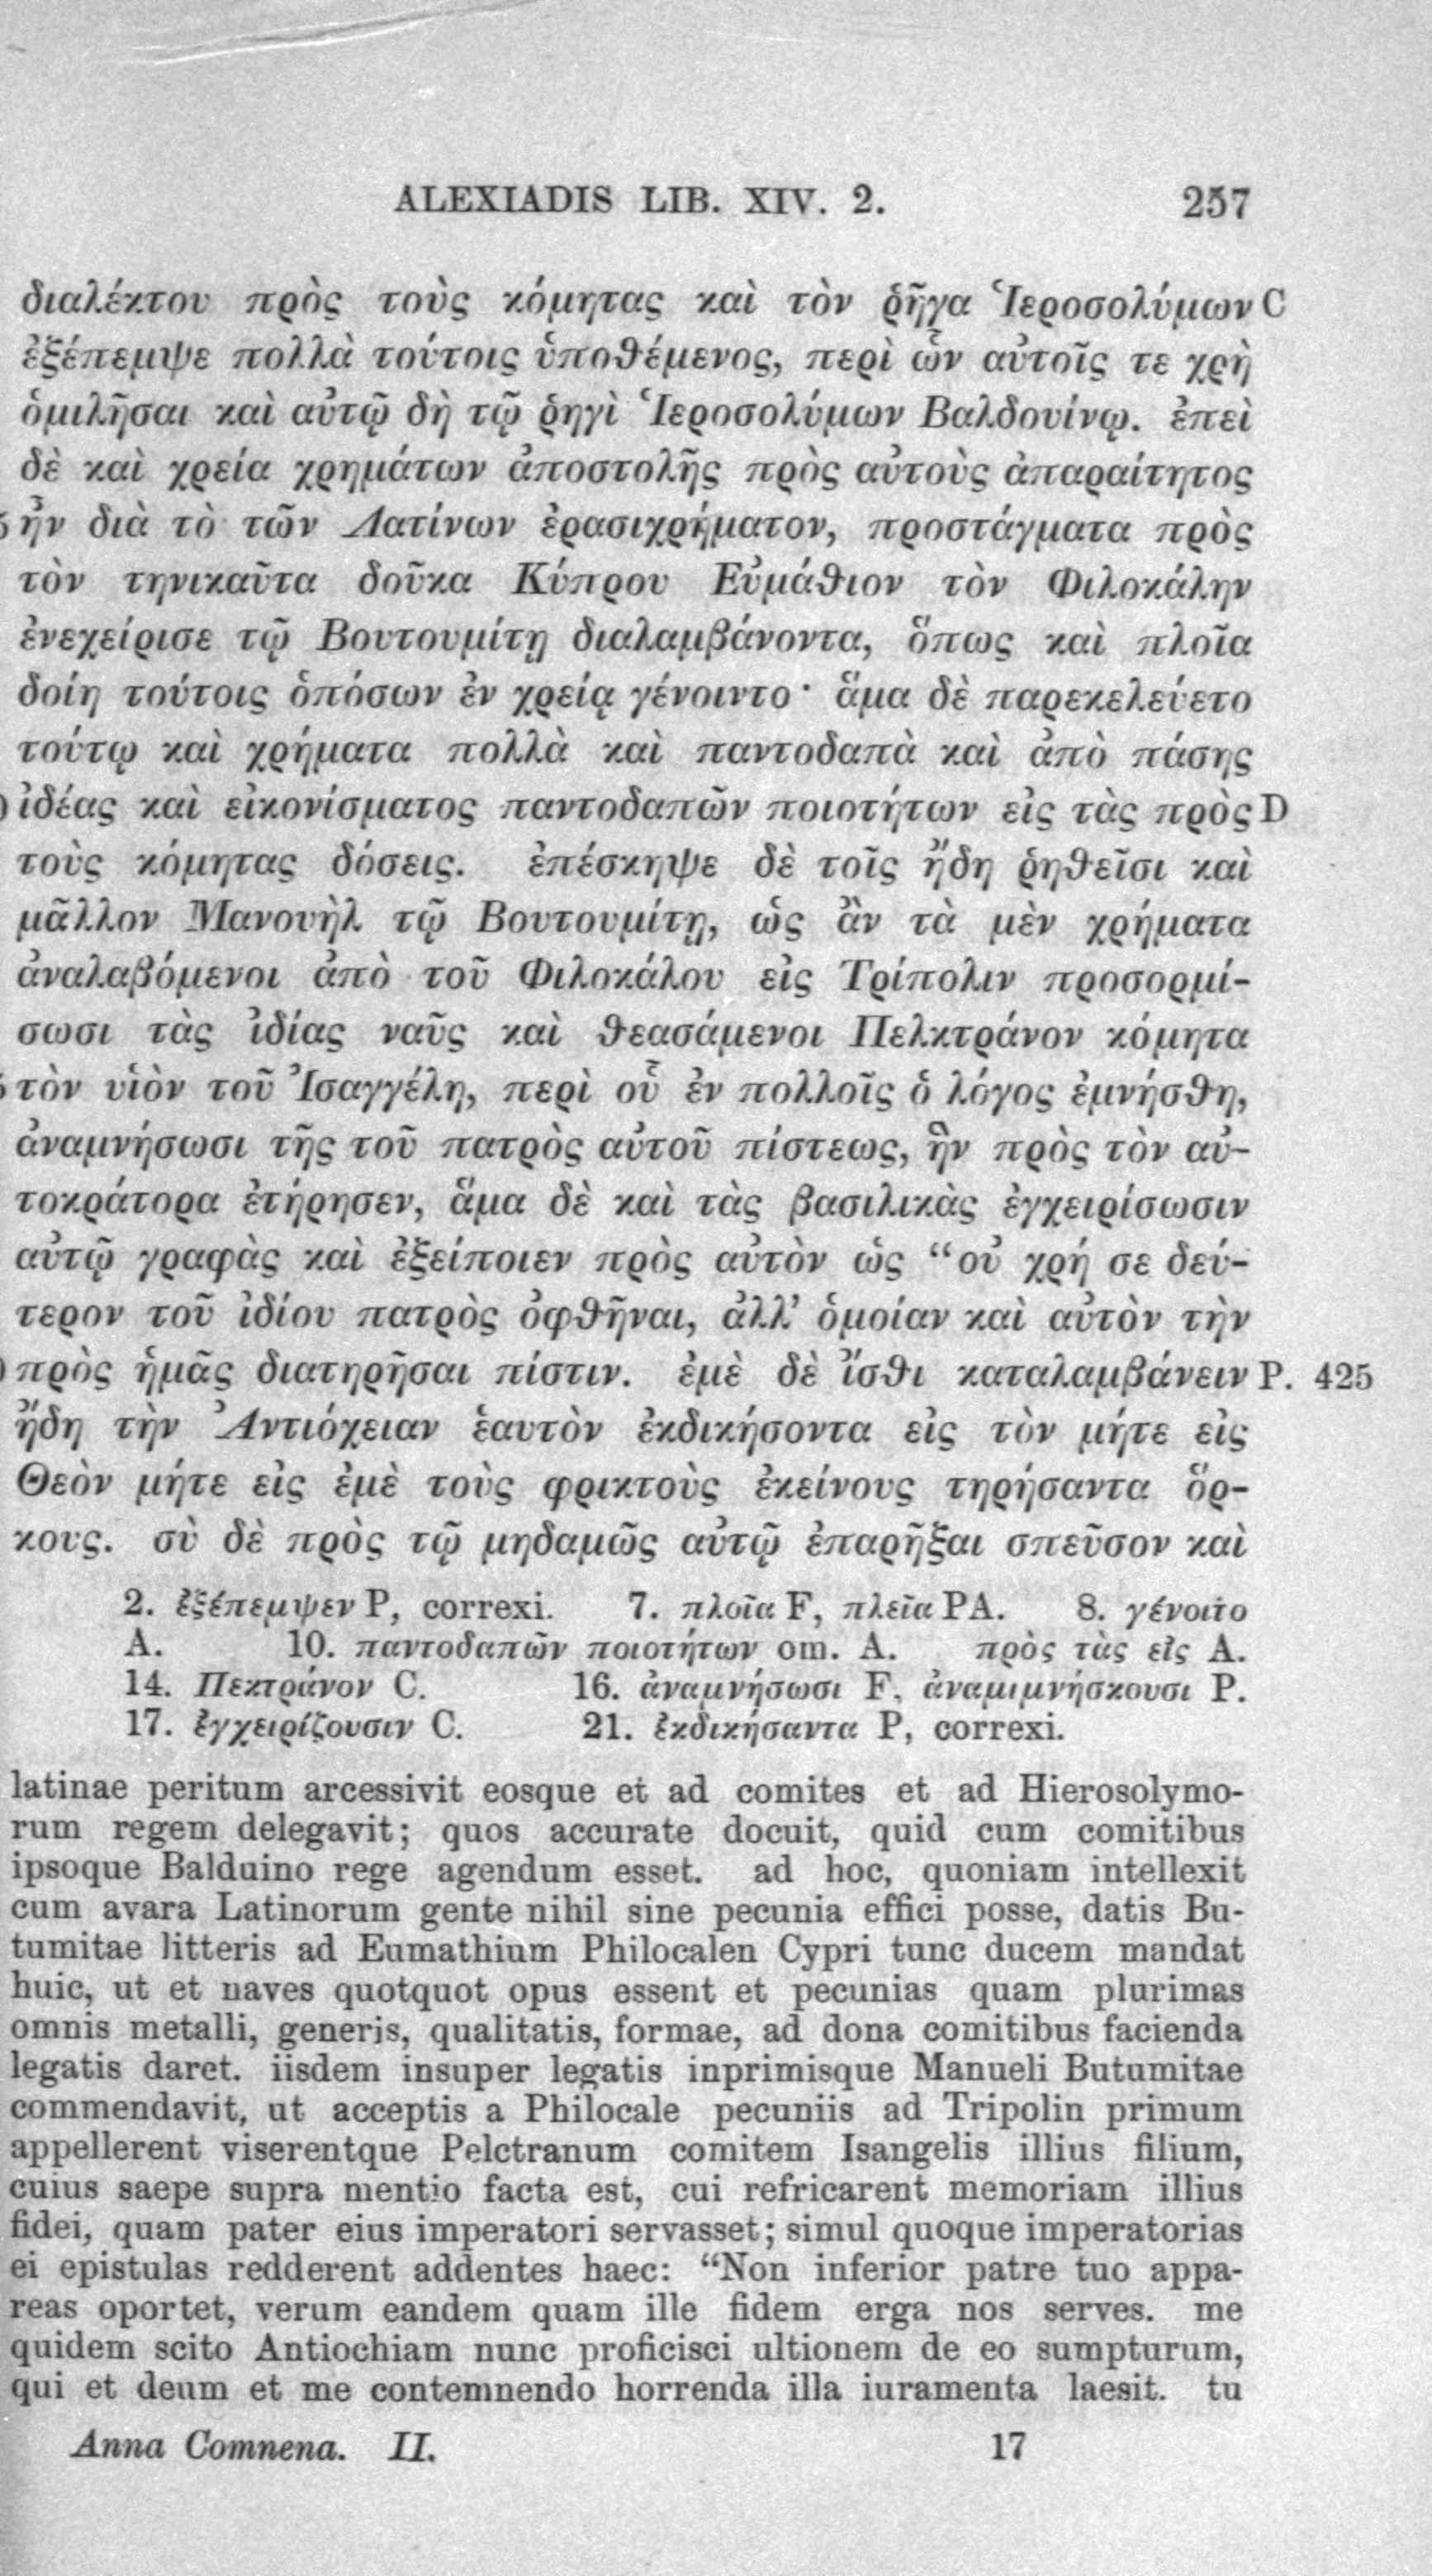 ALEXIADIS LIB. XIV. 2. 257
διαλέκτου πρὸς τοὺς κόμητας καὶ τὸν ῥῆγα Ἱεροσολύμων C
ἐξέπεμψε πολλὰ τούτοις ὑποθέμενος, περὶ ὧν αὐτοῖς τε χρὴ
ὁμιλῆσαι καὶ αὐτῷ δὴ τῷ ῥηγὶ Ἱεροσολύμων Βαλδουίνῳ. ἐπεὶ
δὲ καὶ χρεία χρημάτων ἀποστολῆς πρὸς αὐτοὺς ἀπαραίτητος
5 ἦν διὰ τὸ τῶν Λατίνων ἐρασιχρήματον, προστάγματα πρὸς
τὸν τηνικαῦτα δοῦκα Κύπρου Εὐμάθιον τὸν Φιλοκάλην
ἐνεχείρισε τῷ Βουτουμίτῃ διαλαμβάνοντα, ὅπως καὶ πλοῖα
δοίη τούτοις ὁπόσων ἐν χρείᾳ γένοιντο· ἅμα δὲ παρεκελεύετο
τούτῳ καὶ χρήματα πολλὰ καὶ παντοδαπὰ καὶ ἀπὸ πάσης
0 ἰδέας καὶ εἰκονίσματος παντοδαπῶν ποιοτήτων εἰς τὰς πρὸς D
τοὺς κόμητας δόσεις. ἐπέσκηψε δὲ τοῖς ἤδη ῥηθεῖσι καὶ
μᾶλλον Μανουὴλ τῷ Βουτουμίτῃ, ὡς ἂν τὰ μὲν χρήματα
ἀναλαβόμενοι ἀπὸ τοῦ Φιλοκάλου εἰς Τρίπολιν προσορμί-
σωσι τὰς ἰδίας ναῦς καὶ θεασάμενοι Πελκτράνον κόμητα
5 τὸν υἱὸν τοῦ Ἰσαγγέλη, περὶ οὗ ἐν πολλοῖς ὁ λόγος ἐμνήσθη,
ἀναμνήσωσι τῆς τοῦ πατρὸς αὐτοῦ πίστεως, ἣν πρὸς τὸν αὐ-
τοκράτορα ἐτήρησεν, ἅμα δὲ καὶ τὰς βασιλικὰς ἐγχειρίσωσιν
αὐτῷ γραφὰς καὶ ἐξείποιεν πρὸς αὐτὸν ὡς “οὐ χρή σε δεύ-
τερον τοῦ ἰδίου πατρὸς ὀφθῆναι, ἀλλ’ ὁμοίαν καὶ αὐτὸν τὴν
0 πρὸς ἡμᾶς διατηρῆσαι πίστιν. ἐμὲ δὲ ἴσθι καταλαμβάνειν P. 425
ἤδη τὴν Ἀντιόχειαν ἑαυτὸν ἐκδικήσοντα εἰς τὸν μήτε εἰς
Θεὸν μήτε εἰς ἐμὲ τοὺς φρικτοὺς ἐκείνους τηρήσαντα ὅρ-
κους. σὺ δὲ πρὸς τῷ μηδαμῶς αὐτῷ ἐπαρῆξαι σπεῦσον καὶ
2. ἐξέπεμψεν P, correxi. 7. πλοῖα F, πλεῖα PA. 8. γένοιτο
A. 10. παντοδαπῶν ποιοτήτων om. A. πρὸς τὰς εἰς A.
14. Πεκτράνον C. 16. ἀναμνήσωσι F, ἀναμιμνήσκουσι P.
17. ἐγχειρίζουσιν C. 21. ἐκδικήσαντα P, correxi.
latinae peritum arcessivit eosque et ad comites et ad Hierosolymo-
rum regem delegavit; quos accurate docuit, quid cum comitibus
ipsoque Balduino rege agendum esset. ad hoc, quoniam intellexit
cum avara Latinorum gente nihil sine pecunia effici posse, datis Bu-
tumitae litteris ad Eumathium Philocalen Cypri tunc ducem mandat
huic, ut et naves quotquot opus essent et pecunias quam plurimas
omnis metalli, generis, qualitatis, formae, ad dona comitibus facienda
legatis daret. iisdem insuper legatis inprimisque Manueli Butumitae
commendavit, ut acceptis a Philocale pecuniis ad Tripolin primum
appellerent viserentque Pelctranum comitem Isangelis illius filium,
cuius saepe supra mentio facta est, cui refricarent memoriam illius
fidei, quam pater eius imperatori servasset; simul quoque imperatorias
ei epistulas redderent addentes haec: “Non inferior patre tuo appa-
reas oportet, verum eandem quam ille fidem erga nos serves. me
quidem scito Antiochiam nunc proficisci ultionem de eo sumpturum,
qui et deum et me contemnendo horrenda illa iuramenta laesit. tu
Anna Comnena. II. 17